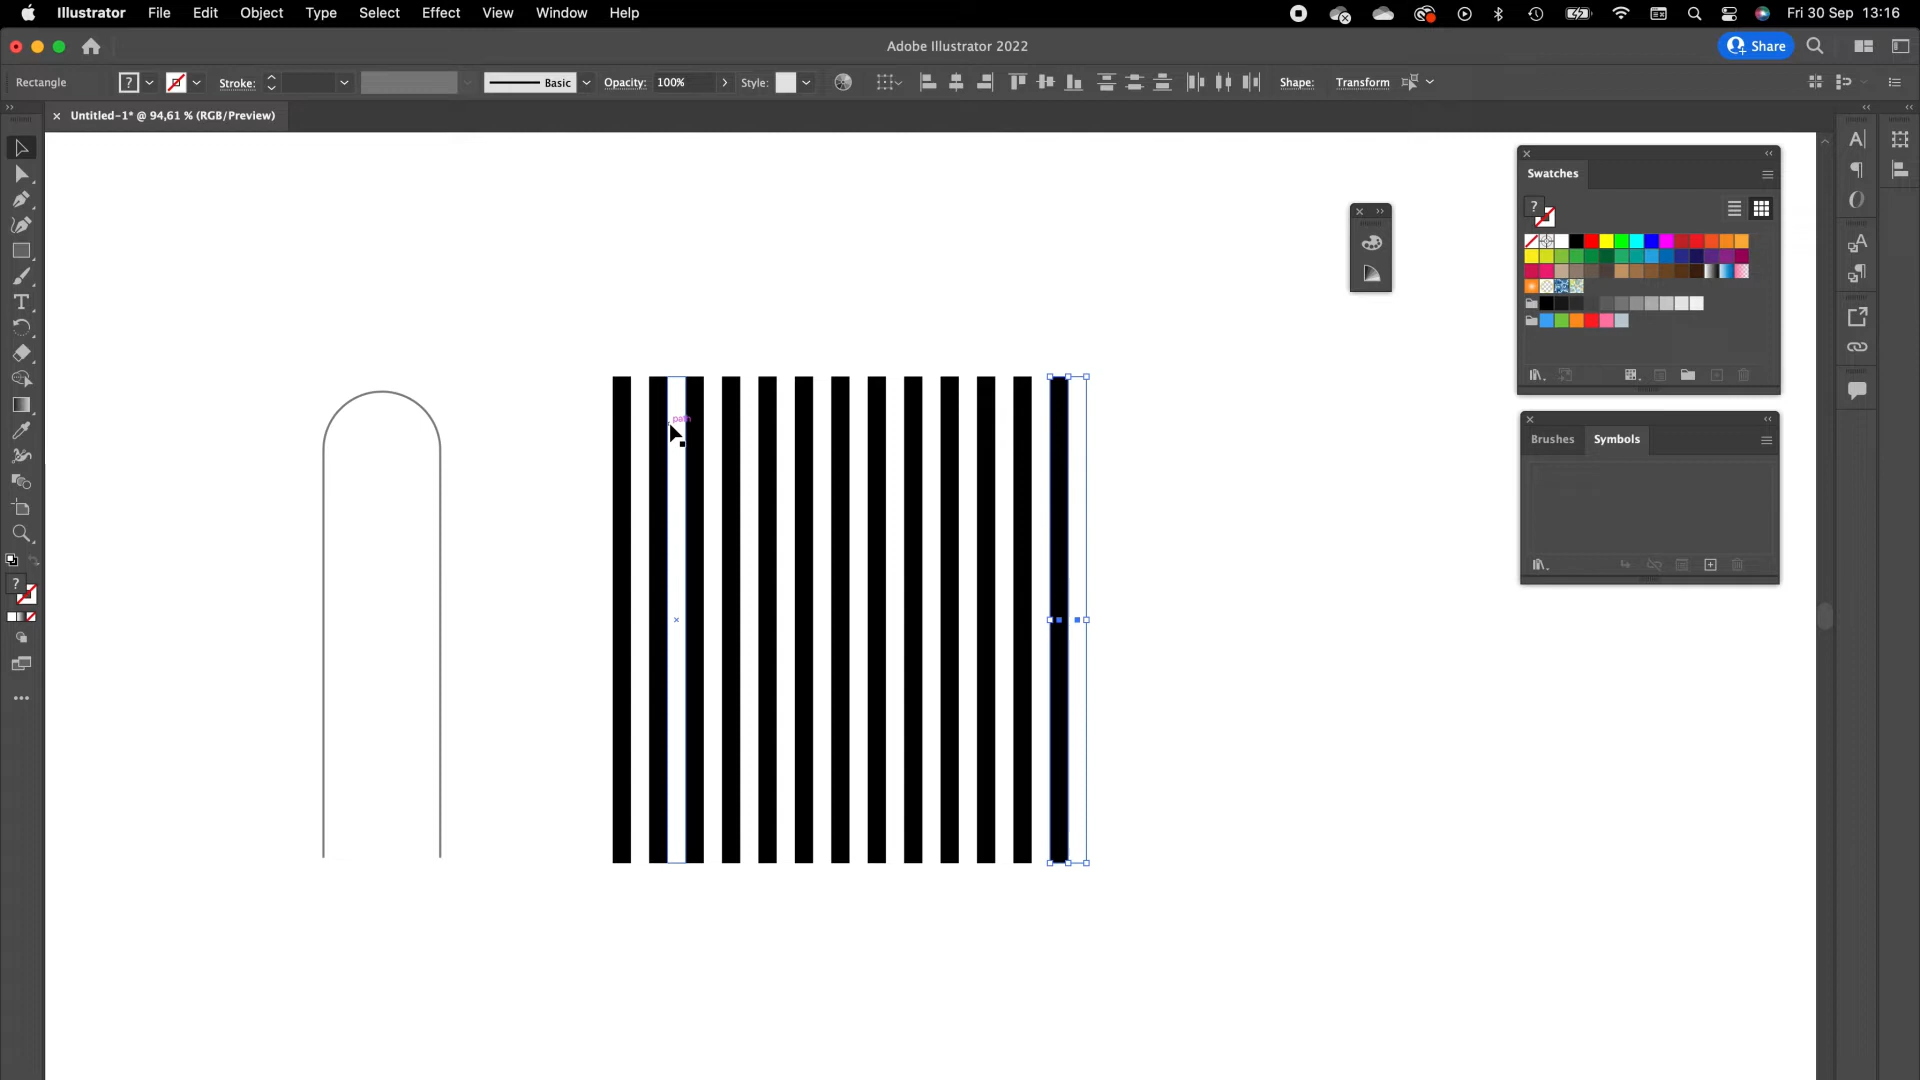 Illustrator File Edit Object Type Select Effect View Window Help
Fri 30 Sep 13:16
Adobe Illustrator 2022
Share
Rectangle
?
Stroke:
Basic
Opacity: 100%
Style:
Shape:
Transform
× Untitled-1* @ 94,61 % (RGB/Preview)
Swatches
?
path
Brushes
Symbols
?